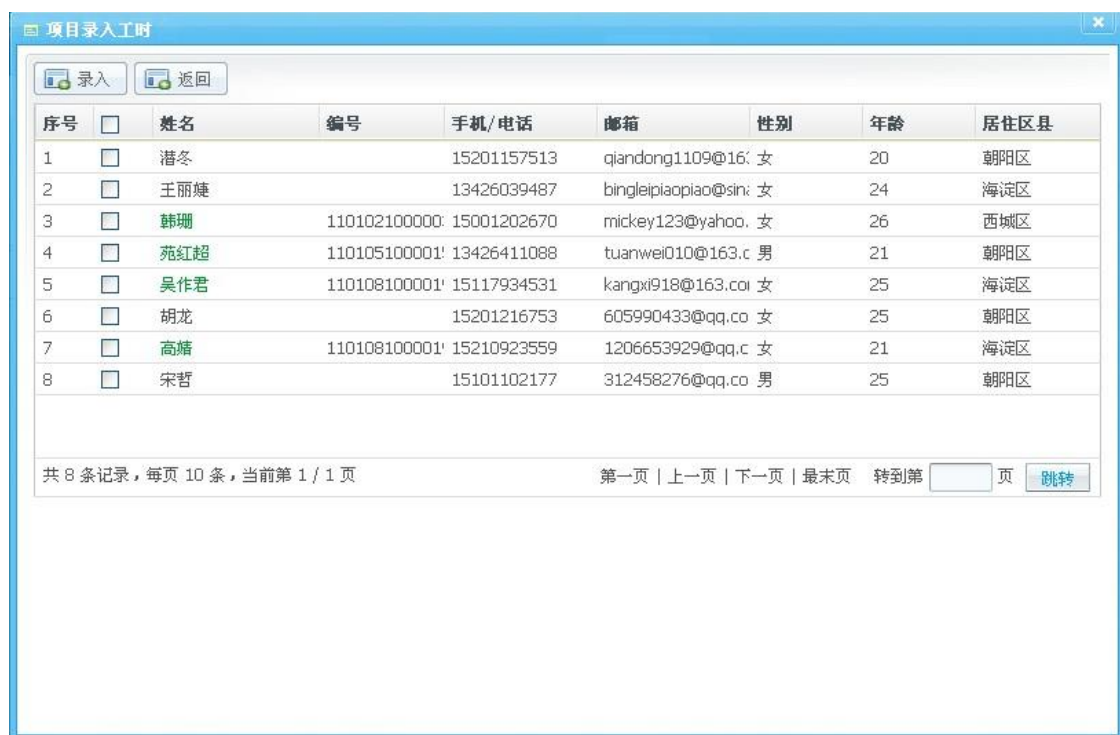 项目录入工时
录入 返回
序号 姓名 编号 手机/电话 邮箱 性别 年龄 居住区县
1 潜冬 15201157513 qiandong1109@16 女 20 朝阳区
2 王丽婕 13426039487 bingleipiaopiao@sina 女 24 海淀区
3 韩珊 110102100000 15001202670 mickey123@yahoo. 女 26 西城区
4 苑红超 110105100001 13426411088 tuanwei010@163.c 男 21 朝阳区
5 吴作君 110108100001 15117934531 kangxi918@163.co 女 25 海淀区
6 胡龙 15201216753 605990433@qq.co 女 25 朝阳区
7 高婧 110108100001 15210923559 1206653929@qq.c 女 21 海淀区
8 宋哲 15101102177 312458276@qq.co 男 25 朝阳区
共 8 条记录，每页 10 条，当前第 1 / 1 页 第一页 | 上一页 | 下一页 | 最末页 转到第 页 跳转